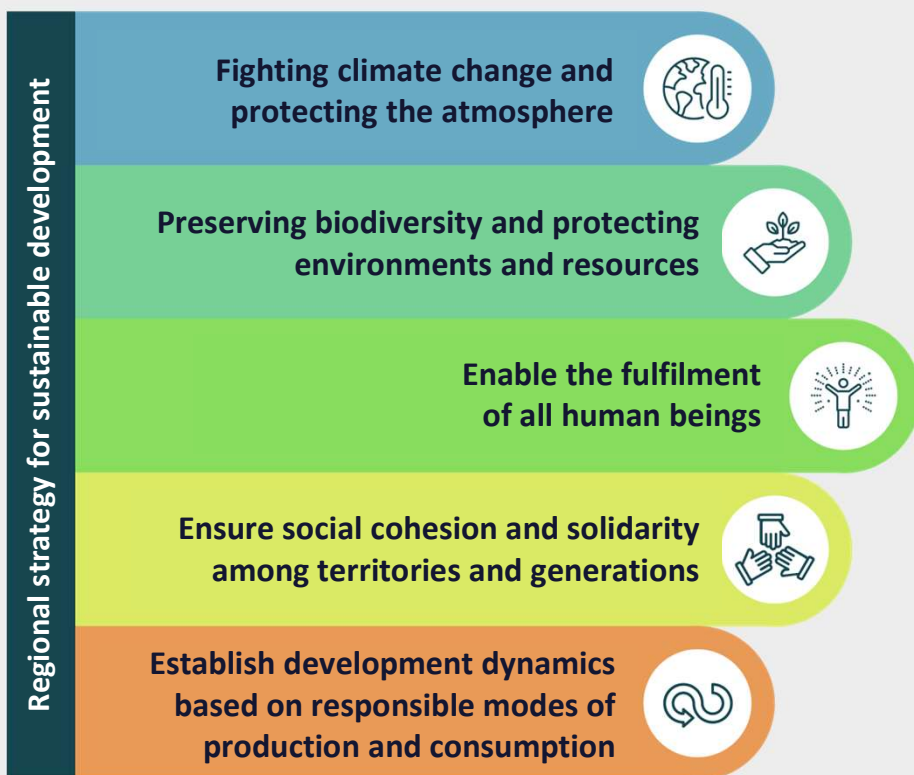 Regional strategy for sustainable development
Fighting climate change and
protecting the atmosphere
Preserving biodiversity and protecting
environments and resources
Enable the fulfilment
of all human beings
Ensure social cohesion and solidarity
among territories and generations
Establish development dynamics
based on responsible modes of
production and consumption